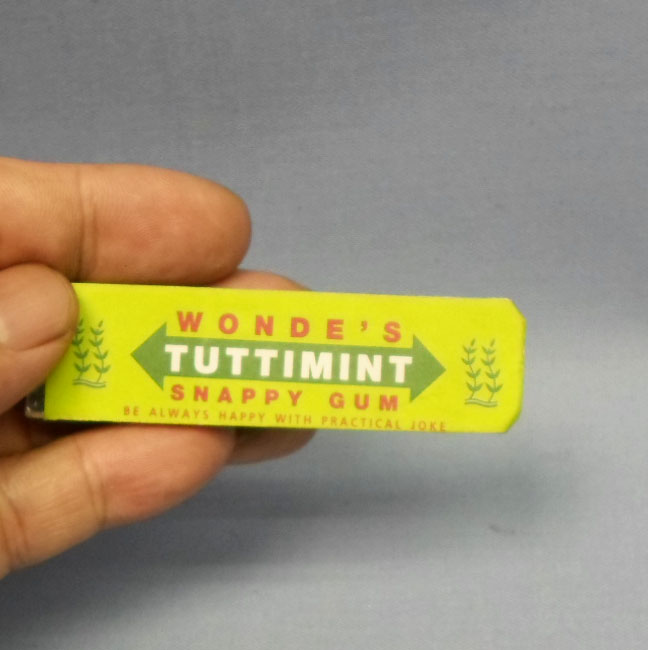 WONDE'S
TUTTIMINT
SNAPPY GUM
BE ALWAYS HAPPY WITH PRACTICAL JOKE